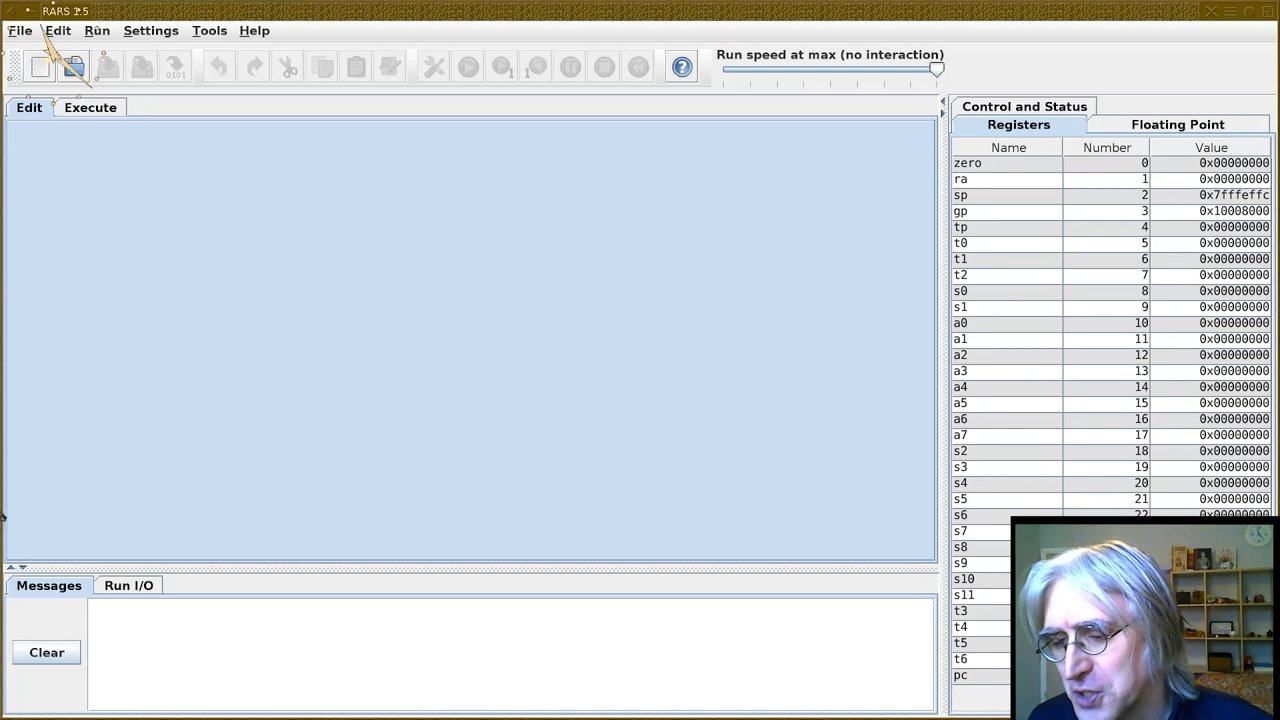 RARS 1.5
File Edit Run Settings Tools Help
Run speed at max (no interaction)
0101
1
1
?
Edit Execute
Control and Status
Registers Floating Point
Name Number Value
zero 0 0x00000000
ra 1 0x00000000
sp 2 0x7fffeffc
gp 3 0x10008000
tp 4 0x00000000
t0 5 0x00000000
t1 6 0x00000000
t2 7 0x00000000
s0 8 0x00000000
s1 9 0x00000000
a0 10 0x00000000
a1 11 0x00000000
a2 12 0x00000000
a3 13 0x00000000
a4 14 0x00000000
a5 15 0x00000000
a6 16 0x00000000
a7 17 0x00000000
s2 18 0x00000000
s3 19 0x00000000
s4 20 0x00000000
s5 21 0x00000000
s6
s7
s8
s9
s10
s11
t3
t4
t5
t6
pc
Messages Run I/O
Clear